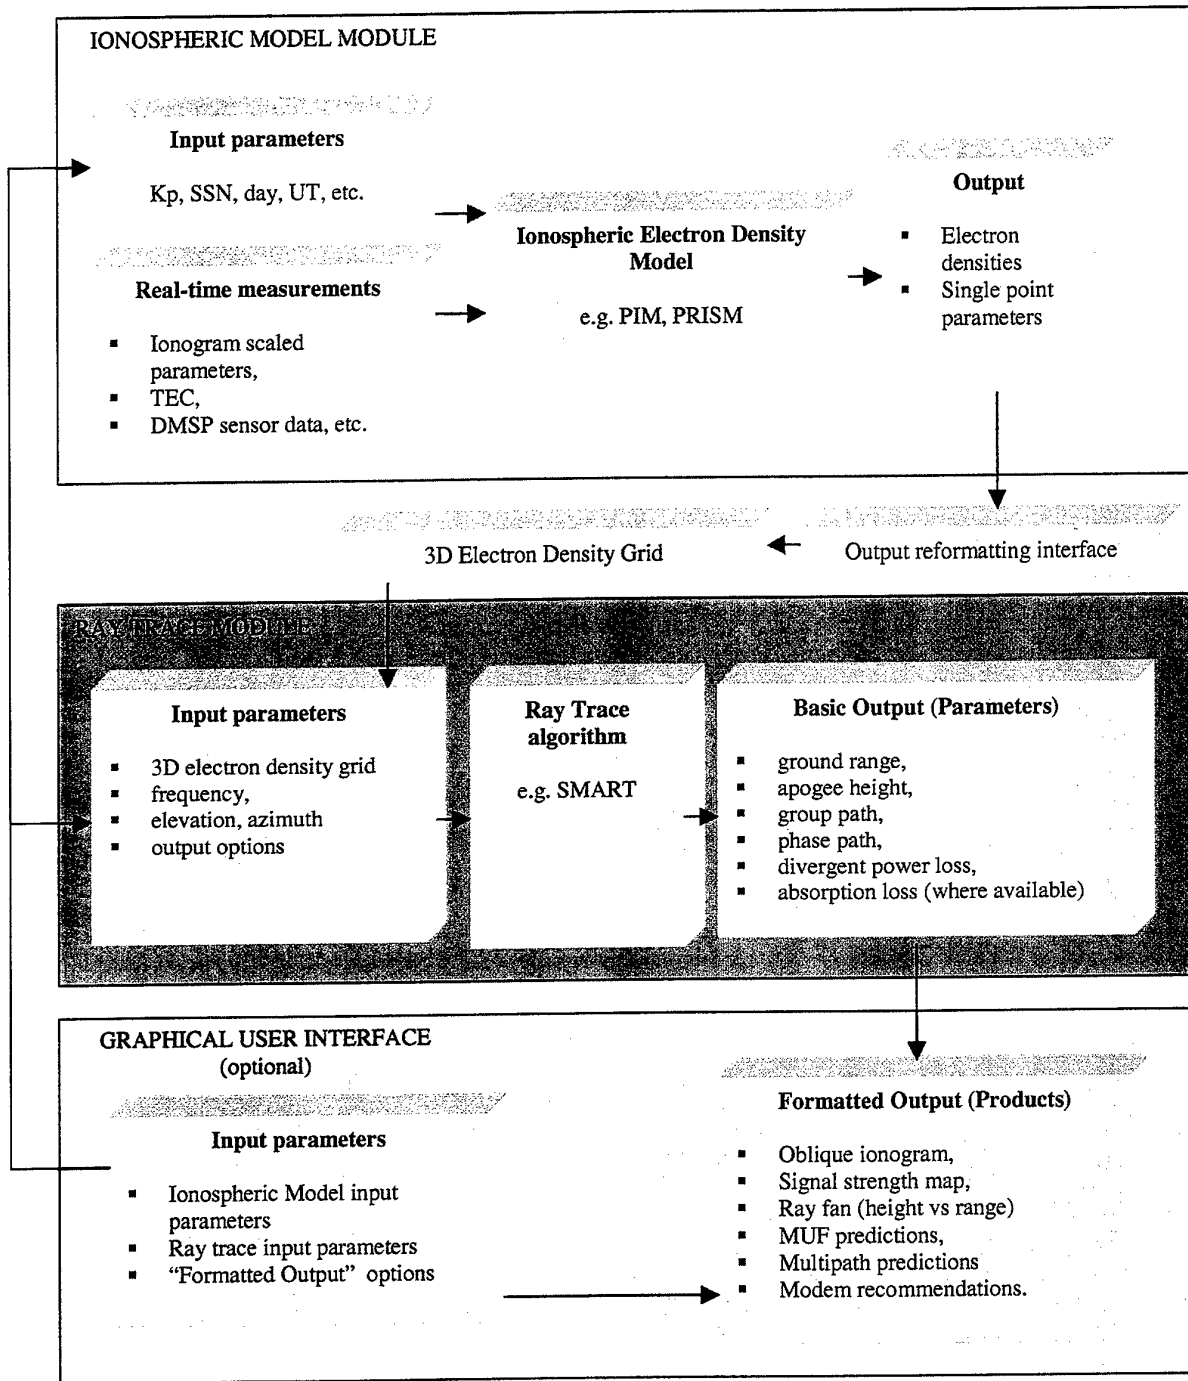 IONOSPHERIC MODEL MODULE
Input parameters
Kp, SSN, day, UT, etc.
Real-time measurements
▪ Ionogram scaled
parameters,
▪ TEC,
▪ DMSP sensor data, etc.
Ionospheric Electron Density
Model
e.g. PIM, PRISM
Output
▪ Electron
densities
▪ Single point
parameters
Output reformatting interface
3D Electron Density Grid
RAY TRACE MODULE
Input parameters
▪ 3D electron density grid
▪ frequency,
▪ elevation, azimuth
▪ output options
Ray Trace
algorithm
e.g. SMART
Basic Output (Parameters)
▪ ground range,
▪ apogee height,
▪ group path,
▪ phase path,
▪ divergent power loss,
▪ absorption loss (where available)
GRAPHICAL USER INTERFACE
(optional)
Input parameters
▪ Ionospheric Model input
parameters
▪ Ray trace input parameters
▪ “Formatted Output” options
Formatted Output (Products)
▪ Oblique ionogram,
▪ Signal strength map,
▪ Ray fan (height vs range)
▪ MUF predictions,
▪ Multipath predictions
▪ Modem recommendations.